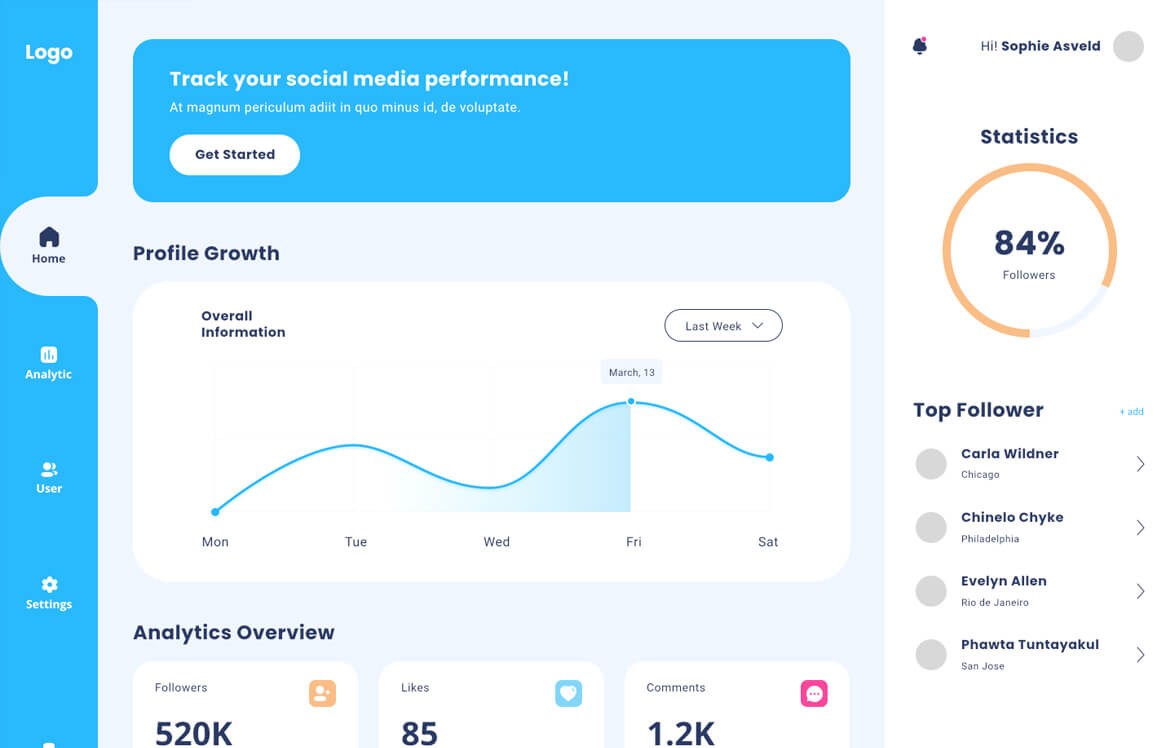 Logo
Home
Analytic
User
Settings
Track your social media performance!
At magnum periculum adiit in quo minus id, de voluptate.
Get Started
Profile Growth
Overall
Information
Last Week
March, 13
Mon Tue Wed Fri Sat
Analytics Overview
Followers
520K
Likes
85
Comments
1.2K
Hi! Sophie Asveld
Statistics
84%
Followers
Top Follower
+ add
Carla Wildner
Chicago
Chinelo Chyke
Philadelphia
Evelyn Allen
Rio de Janeiro
Phawta Tuntayakul
San Jose